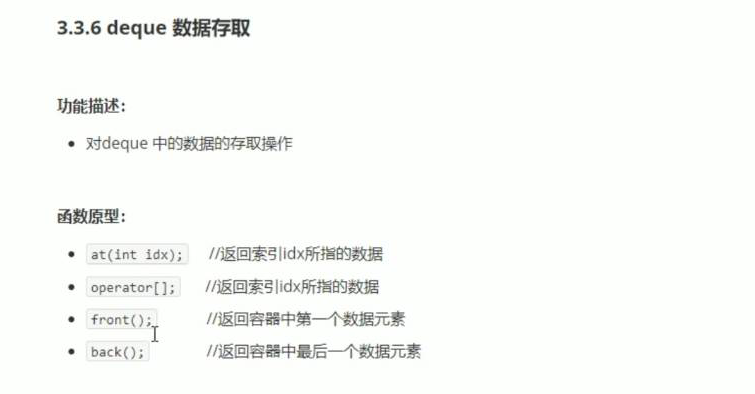 3.3.6 deque 数据存取
功能描述：
对deque 中的数据的存取操作
函数原型：
at(int idx); //返回索引idx所指的数据
operator[]; //返回索引idx所指的数据
front(); //返回容器中第一个数据元素
back(); //返回容器中最后一个数据元素